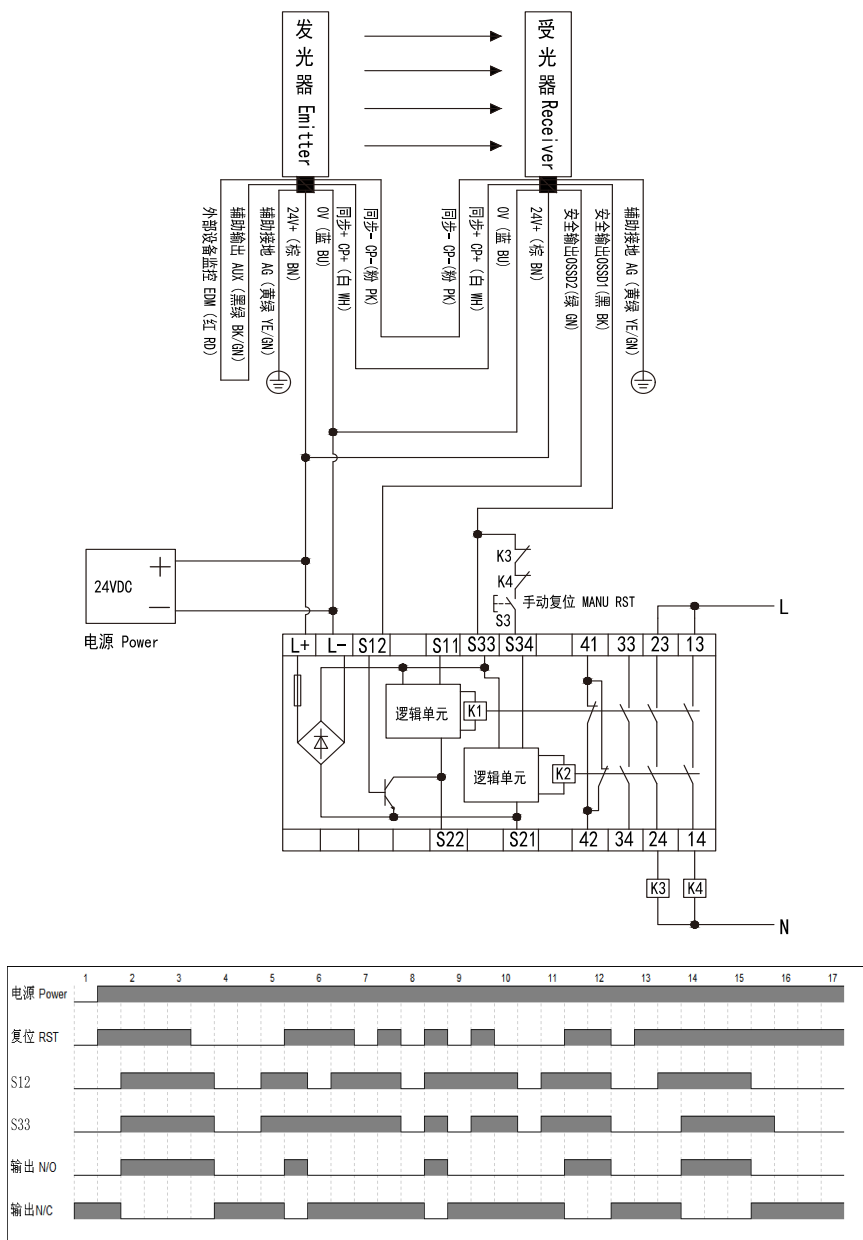 发光器 Emitter
受光器 Receiver
外部设备监控 EDM (红 RD)
辅助输出 AUX (黑绿 BK/GN)
辅助接地 AG (黄绿 YE/GN)
24V+ (棕 BN)
0V (蓝 BU)
同步+ CP+ (白 WH)
同步- CP-(粉 PK)
同步- CP-(粉 PK)
同步+ CP+ (白 WH)
0V (蓝 BU)
24V+ (棕 BN)
安全输出OSSD2(绿 GN)
安全输出OSSD1(黑 BK)
辅助接地 AG (黄绿 YE/GN)
24VDC
+
—
电源 Power
K3
K4
S3
手动复位 MANU RST
L
L+ L- S12 S11 S33 S34 41 33 23 13
逻辑单元 K1
逻辑单元 K2
S22 S21 42 34 24 14
K3 K4
N
1 2 3 4 5 6 7 8 9 10 11 12 13 14 15 16 17
电源 Power
复位 RST
S12
S33
输出 N/O
输出N/C